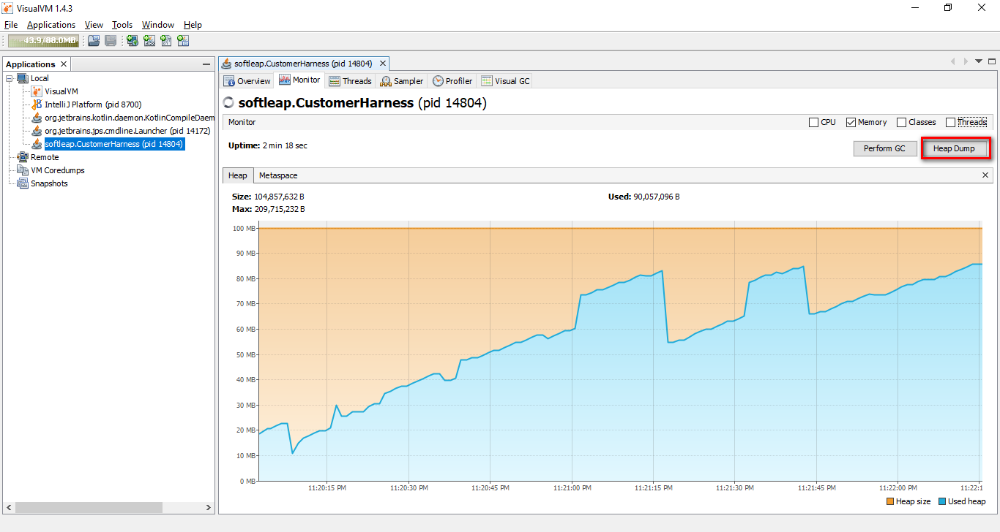 VisualVM 1.4.3
File Applications View Tools Window Help
43.9/88.0MB
Applications
softleap.CustomerHarness (pid 14804)
Local
VisualVM
IntelliJ Platform (pid 8700)
org.jetbrains.kotlin.daemon.KotlinCompileDaem
org.jetbrains.jps.cmdline.Launcher (pid 14172)
softleap.CustomerHarness (pid 14804)
Remote
VM Coredumps
Snapshots
Overview Monitor Threads Sampler Profiler Visual GC
softleap.CustomerHarness (pid 14804)
Monitor
CPU Memory Classes Threads
Uptime: 2 min 18 sec
Perform GC Heap Dump
Heap Metaspace
Size: 104,857,632 B
Used: 90,057,096 B
Max: 209,715,232 B
100 MB
90 MB
80 MB
70 MB
60 MB
50 MB
40 MB
30 MB
20 MB
10 MB
0 MB
11:20:15 PM 11:20:30 PM 11:20:45 PM 11:21:00 PM 11:21:15 PM 11:21:30 PM 11:21:45 PM 11:22:00 PM 11:22:1
Heap size Used heap